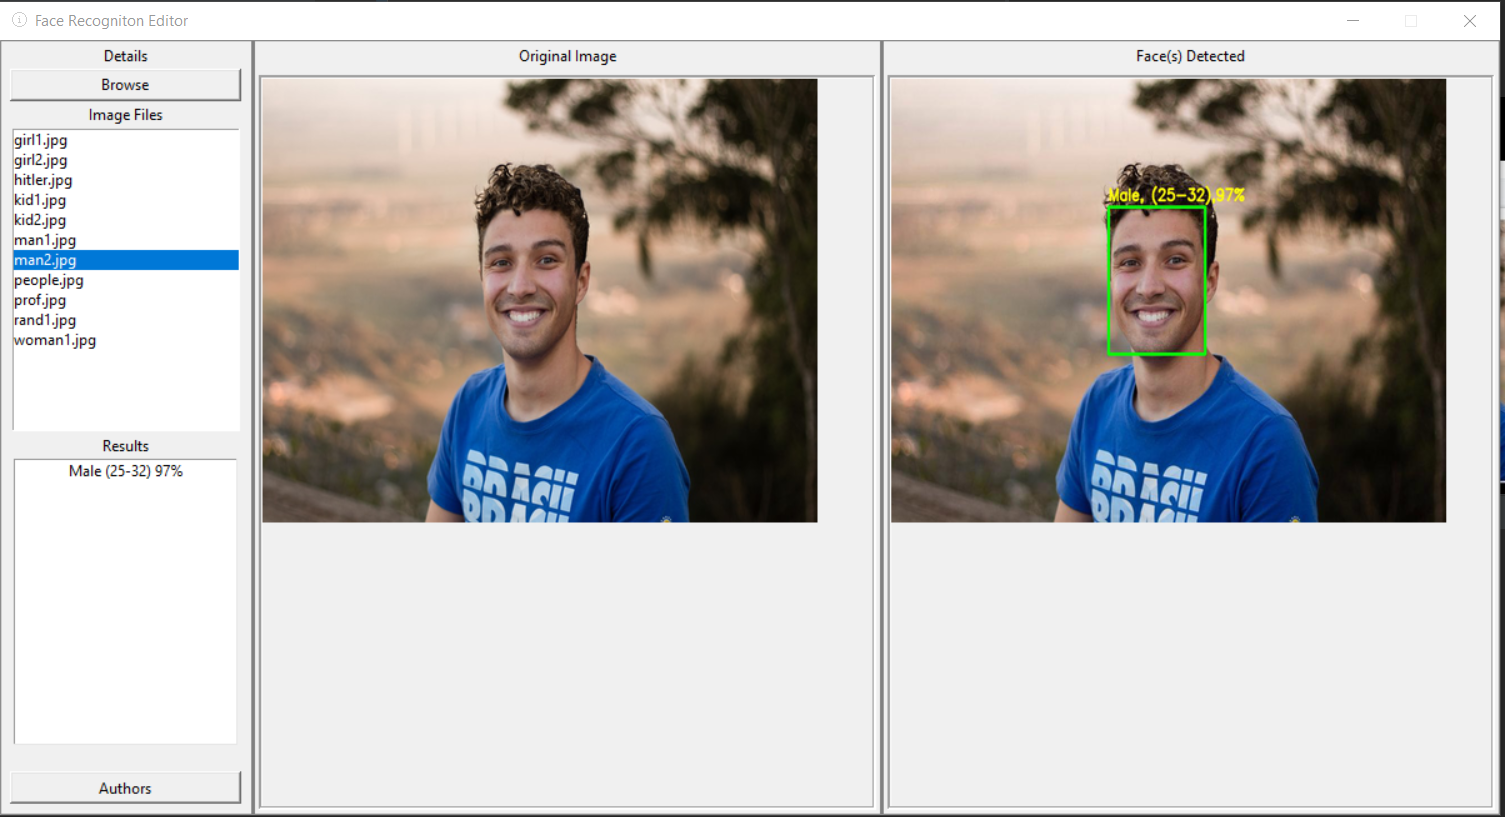 Face Recogniton Editor
Details
Browse
Image Files
girl1.jpg
girl2.jpg
hitler.jpg
kid1.jpg
kid2.jpg
man1.jpg
man2.jpg
people.jpg
prof.jpg
rand1.jpg
woman1.jpg
Results
Male (25-32) 97%
Authors
Original Image
Face(s) Detected
Male, (25-32),97%